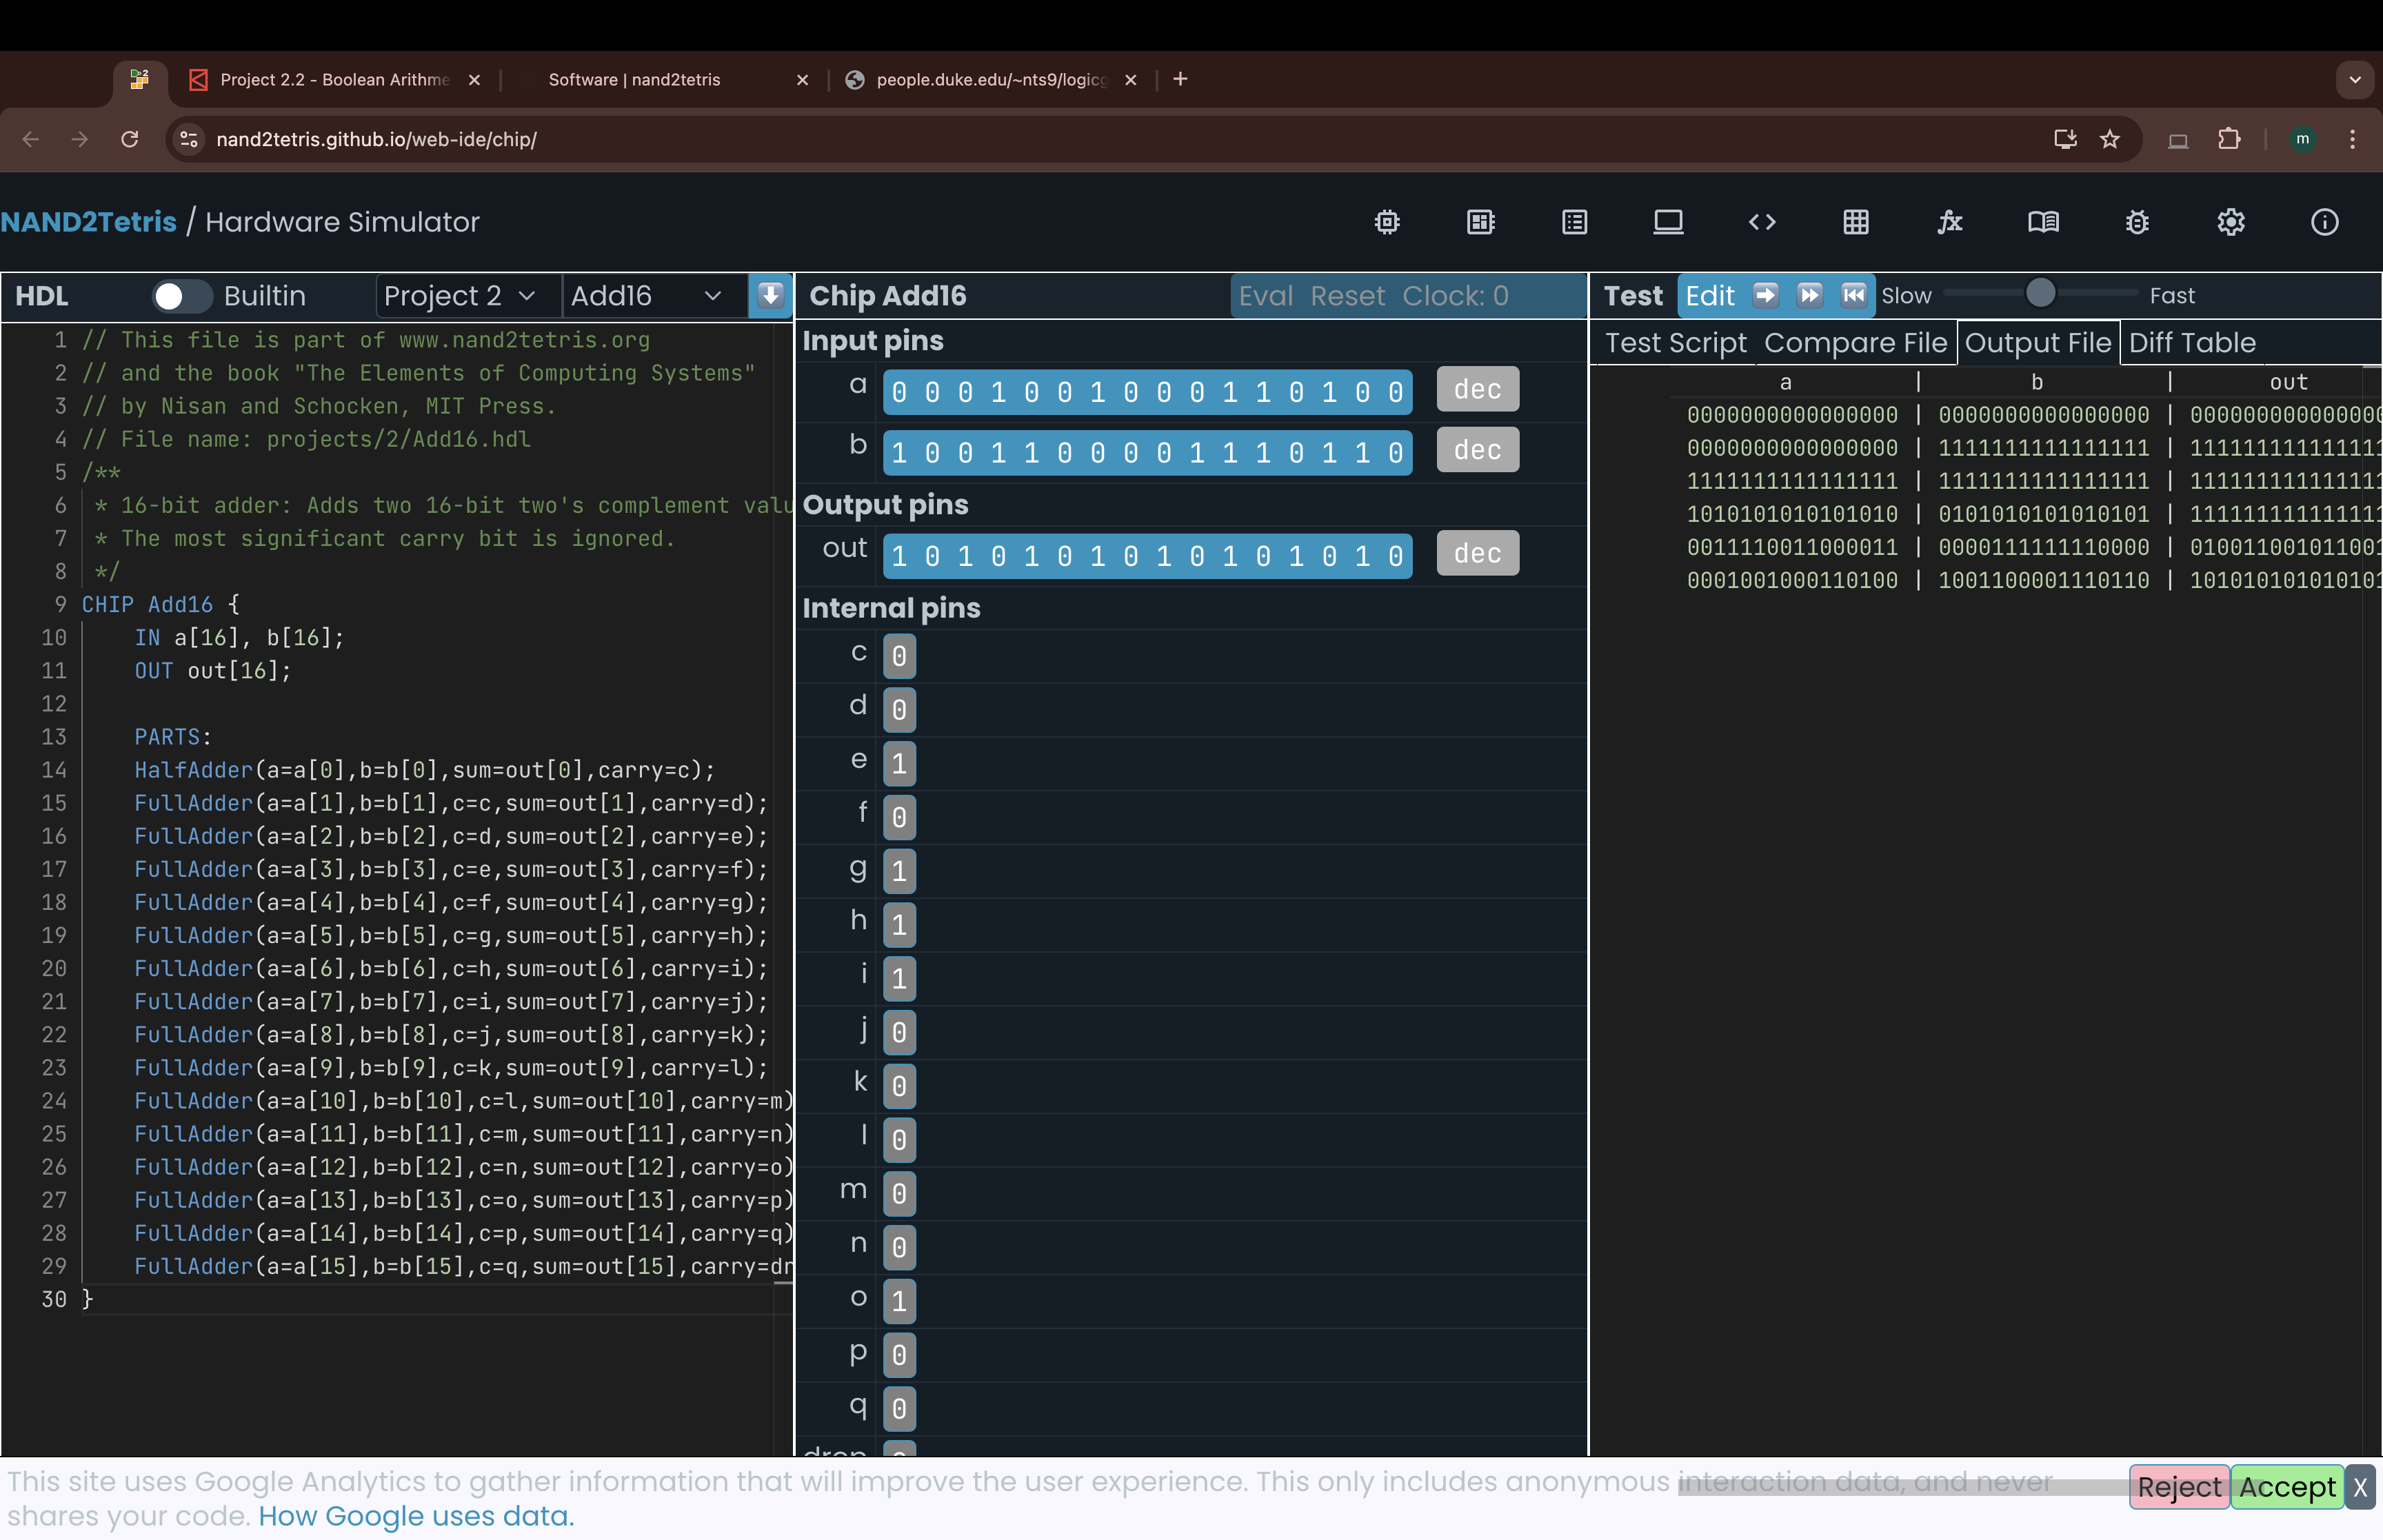 Project 2.2 - Boolean Arithme
Software | nand2tetris
people.duke.edu/~nts9/logicg
nand2tetris.github.io/web-ide/chip/
m
NAND2Tetris / Hardware Simulator
HDL Builtin Project 2 Add16
1 // This file is part of www.nand2tetris.org
2 // and the book "The Elements of Computing Systems"
3 // by Nisan and Schocken, MIT Press.
4 // File name: projects/2/Add16.hdl
5 /**
6 * 16-bit adder: Adds two 16-bit two's complement valu
7 * The most significant carry bit is ignored.
8 */
9 CHIP Add16 {
10 IN a[16], b[16];
11 OUT out[16];
12
13 PARTS:
14 HalfAdder(a=a[0],b=b[0],sum=out[0],carry=c);
15 FullAdder(a=a[1],b=b[1],c=c,sum=out[1],carry=d);
16 FullAdder(a=a[2],b=b[2],c=d,sum=out[2],carry=e);
17 FullAdder(a=a[3],b=b[3],c=e,sum=out[3],carry=f);
18 FullAdder(a=a[4],b=b[4],c=f,sum=out[4],carry=g);
19 FullAdder(a=a[5],b=b[5],c=g,sum=out[5],carry=h);
20 FullAdder(a=a[6],b=b[6],c=h,sum=out[6],carry=i);
21 FullAdder(a=a[7],b=b[7],c=i,sum=out[7],carry=j);
22 FullAdder(a=a[8],b=b[8],c=j,sum=out[8],carry=k);
23 FullAdder(a=a[9],b=b[9],c=k,sum=out[9],carry=l);
24 FullAdder(a=a[10],b=b[10],c=l,sum=out[10],carry=m)
25 FullAdder(a=a[11],b=b[11],c=m,sum=out[11],carry=n)
26 FullAdder(a=a[12],b=b[12],c=n,sum=out[12],carry=o)
27 FullAdder(a=a[13],b=b[13],c=o,sum=out[13],carry=p)
28 FullAdder(a=a[14],b=b[14],c=p,sum=out[14],carry=q)
29 FullAdder(a=a[15],b=b[15],c=q,sum=out[15],carry=dr
30 }
Chip Add16 Eval Reset Clock: 0
Input pins
a 0 0 0 1 0 0 1 0 0 0 1 1 0 1 0 0 dec
b 1 0 0 1 1 0 0 0 0 1 1 1 0 1 1 0 dec
Output pins
out 1 0 1 0 1 0 1 0 1 0 1 0 1 0 1 0 dec
Internal pins
c 0
d 0
e 1
f 0
g 1
h 1
i 1
j 0
k 0
l 0
m 0
n 0
o 1
p 0
q 0
drop 0
Test Edit Slow Fast
Test Script Compare File Output File Diff Table
a | b | out
0000000000000000 | 0000000000000000 | 000000000000000
0000000000000000 | 1111111111111111 | 111111111111111
1111111111111111 | 1111111111111111 | 111111111111111
1010101010101010 | 0101010101010101 | 111111111111111
0011110011000011 | 0000111111110000 | 010011001011001
0001001000110100 | 1001100001110110 | 101010101010101
This site uses Google Analytics to gather information that will improve the user experience. This only includes anonymous interaction data, and never
shares your code. How Google uses data.
Reject Accept X